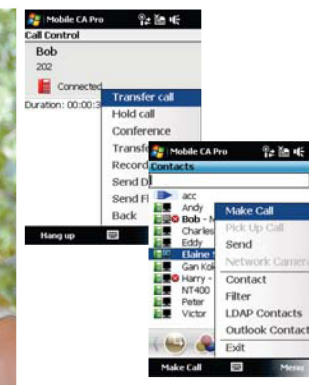 Mobile CA Pro
Call Control
Bob
202
Connected
Duration: 00:00:3
Transfer call
Hold call
Conference
Transfe
Record
Send D
Send Fl
Back
Hang up
Mobile CA Pro
Contacts
acc
Andy
Bob - N
Charles
Eddy
Elaine
Gan Kok
Harry -
NT400
Peter
Victor
Make Call
Pick Up Call
Send
Network Camera
Contact
Filter
LDAP Contacts
Outlook Contact
Exit
Make Call
Menu